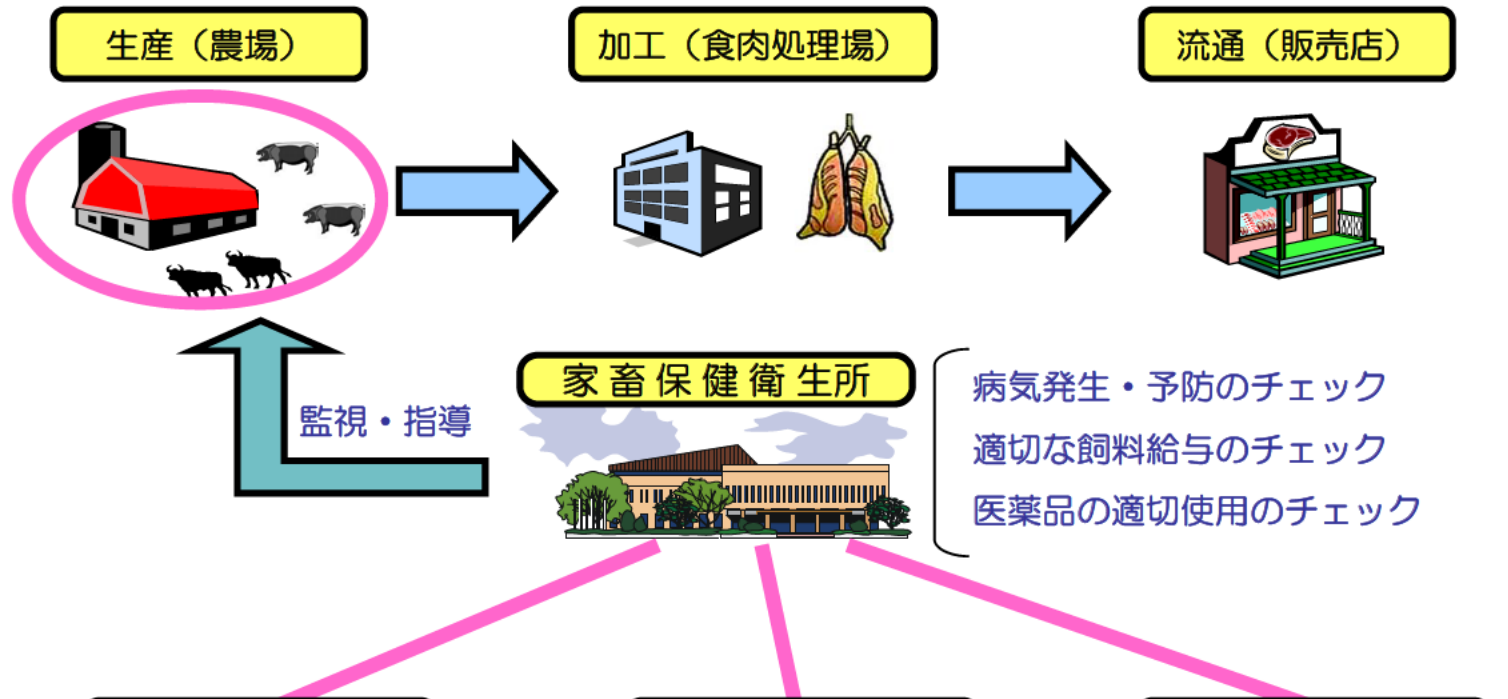 生産（農場）
加工（食肉処理場）
流通（販売店）
家畜保健衛生所
監視・指導
病気発生・予防のチェック
適切な飼料給与のチェック
医薬品の適切使用のチェック